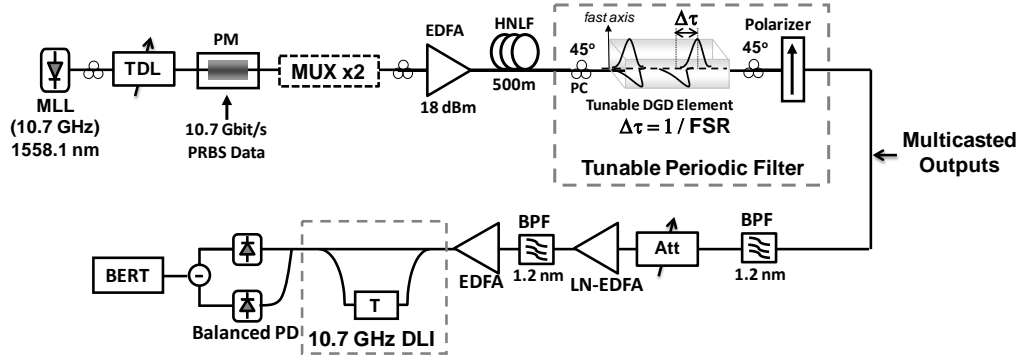 MLL
(10.7 GHz)
1558.1 nm
TDL
PM
10.7 Gbit/s
PRBS Data
MUX x2
EDFA
18 dBm
HNLF
500m
45º
PC
fast axis
Δτ
Tunable DGD Element
Δτ = 1 / FSR
45º
Polarizer
Tunable Periodic Filter
Multicasted
Outputs
BPF
1.2 nm
Att
LN-EDFA
BPF
1.2 nm
EDFA
T
10.7 GHz DLI
Balanced PD
-
BERT